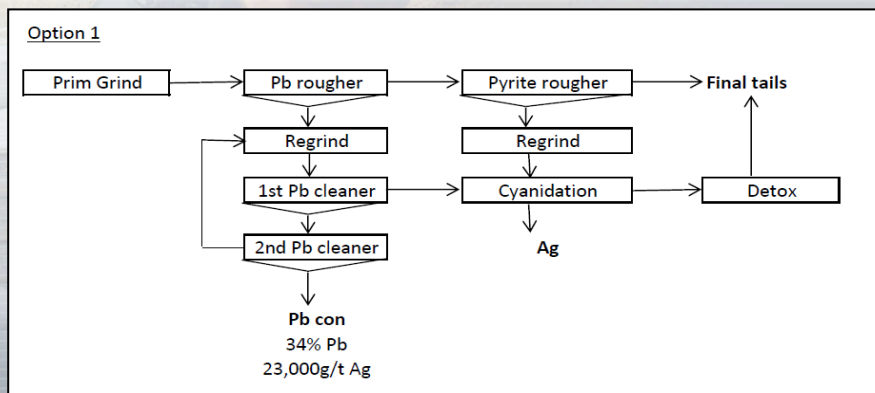 Option 1
Prim Grind
Pb rougher
Pyrite rougher
Final tails
Regrind
Regrind
1st Pb cleaner
Cyanidation
Detox
2nd Pb cleaner
Ag
Pb con
34% Pb
23,000g/t Ag